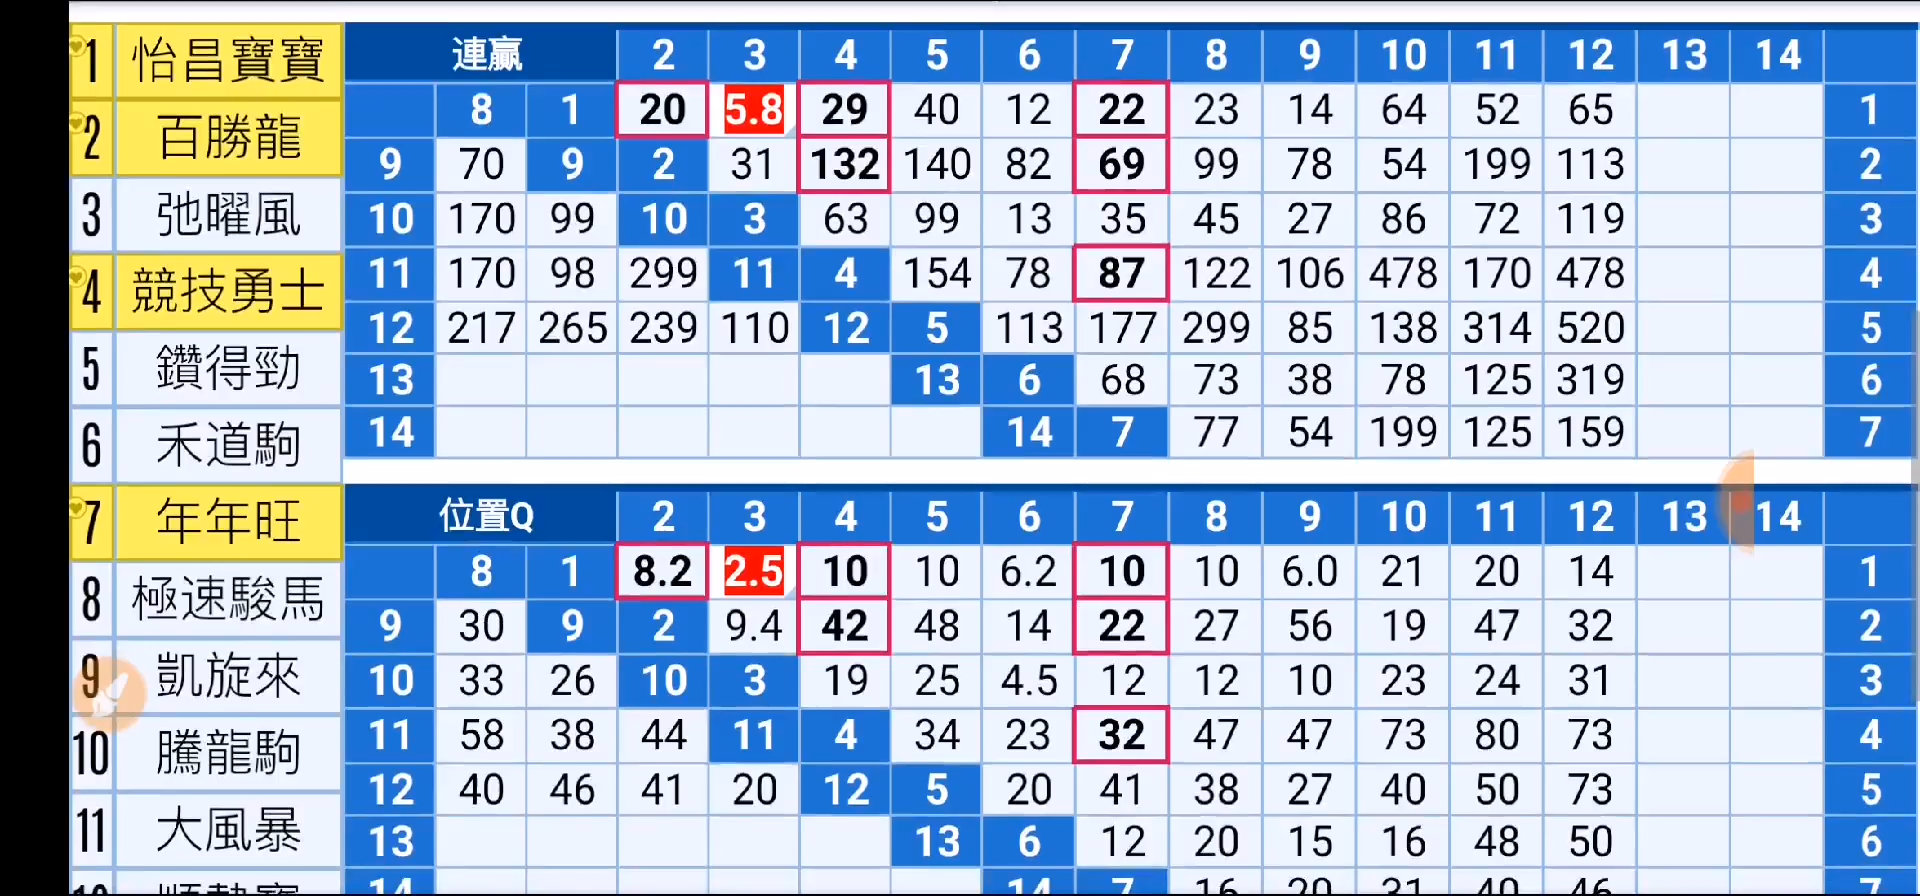 1 怡昌寶寶
2 百勝龍
3 弛曜風
4 競技勇士
5 鑽得勁
6 禾道駒
7 年年旺
8 極速駿馬
9 凱旋來
10 騰龍駒
11 大風暴
連贏 2 3 4 5 6 7 8 9 10 11 12 13 14
8 1 20 5.8 29 40 12 22 23 14 64 52 65 1
9 70 9 2 31 132 140 82 69 99 78 54 199 113 2
10 170 99 10 3 63 99 13 35 45 27 86 72 119 3
11 170 98 299 11 4 154 78 87 122 106 478 170 478 4
12 217 265 239 110 12 5 113 177 299 85 138 314 520 5
13 13 6 68 73 38 78 125 319 6
14 14 7 77 54 199 125 159 7
位置Q 2 3 4 5 6 7 8 9 10 11 12 13 14
8 1 8.2 2.5 10 10 6.2 10 10 6.0 21 20 14 1
9 30 9 2 9.4 42 48 14 22 27 56 19 47 32 2
10 33 26 10 3 19 25 4.5 12 12 10 23 24 31 3
11 58 38 44 11 4 34 23 32 47 47 73 80 73 4
12 40 46 41 20 12 5 20 41 38 27 40 50 73 5
13 13 6 12 20 15 16 48 50 6
14 14 7 16 20 31 40 46 7